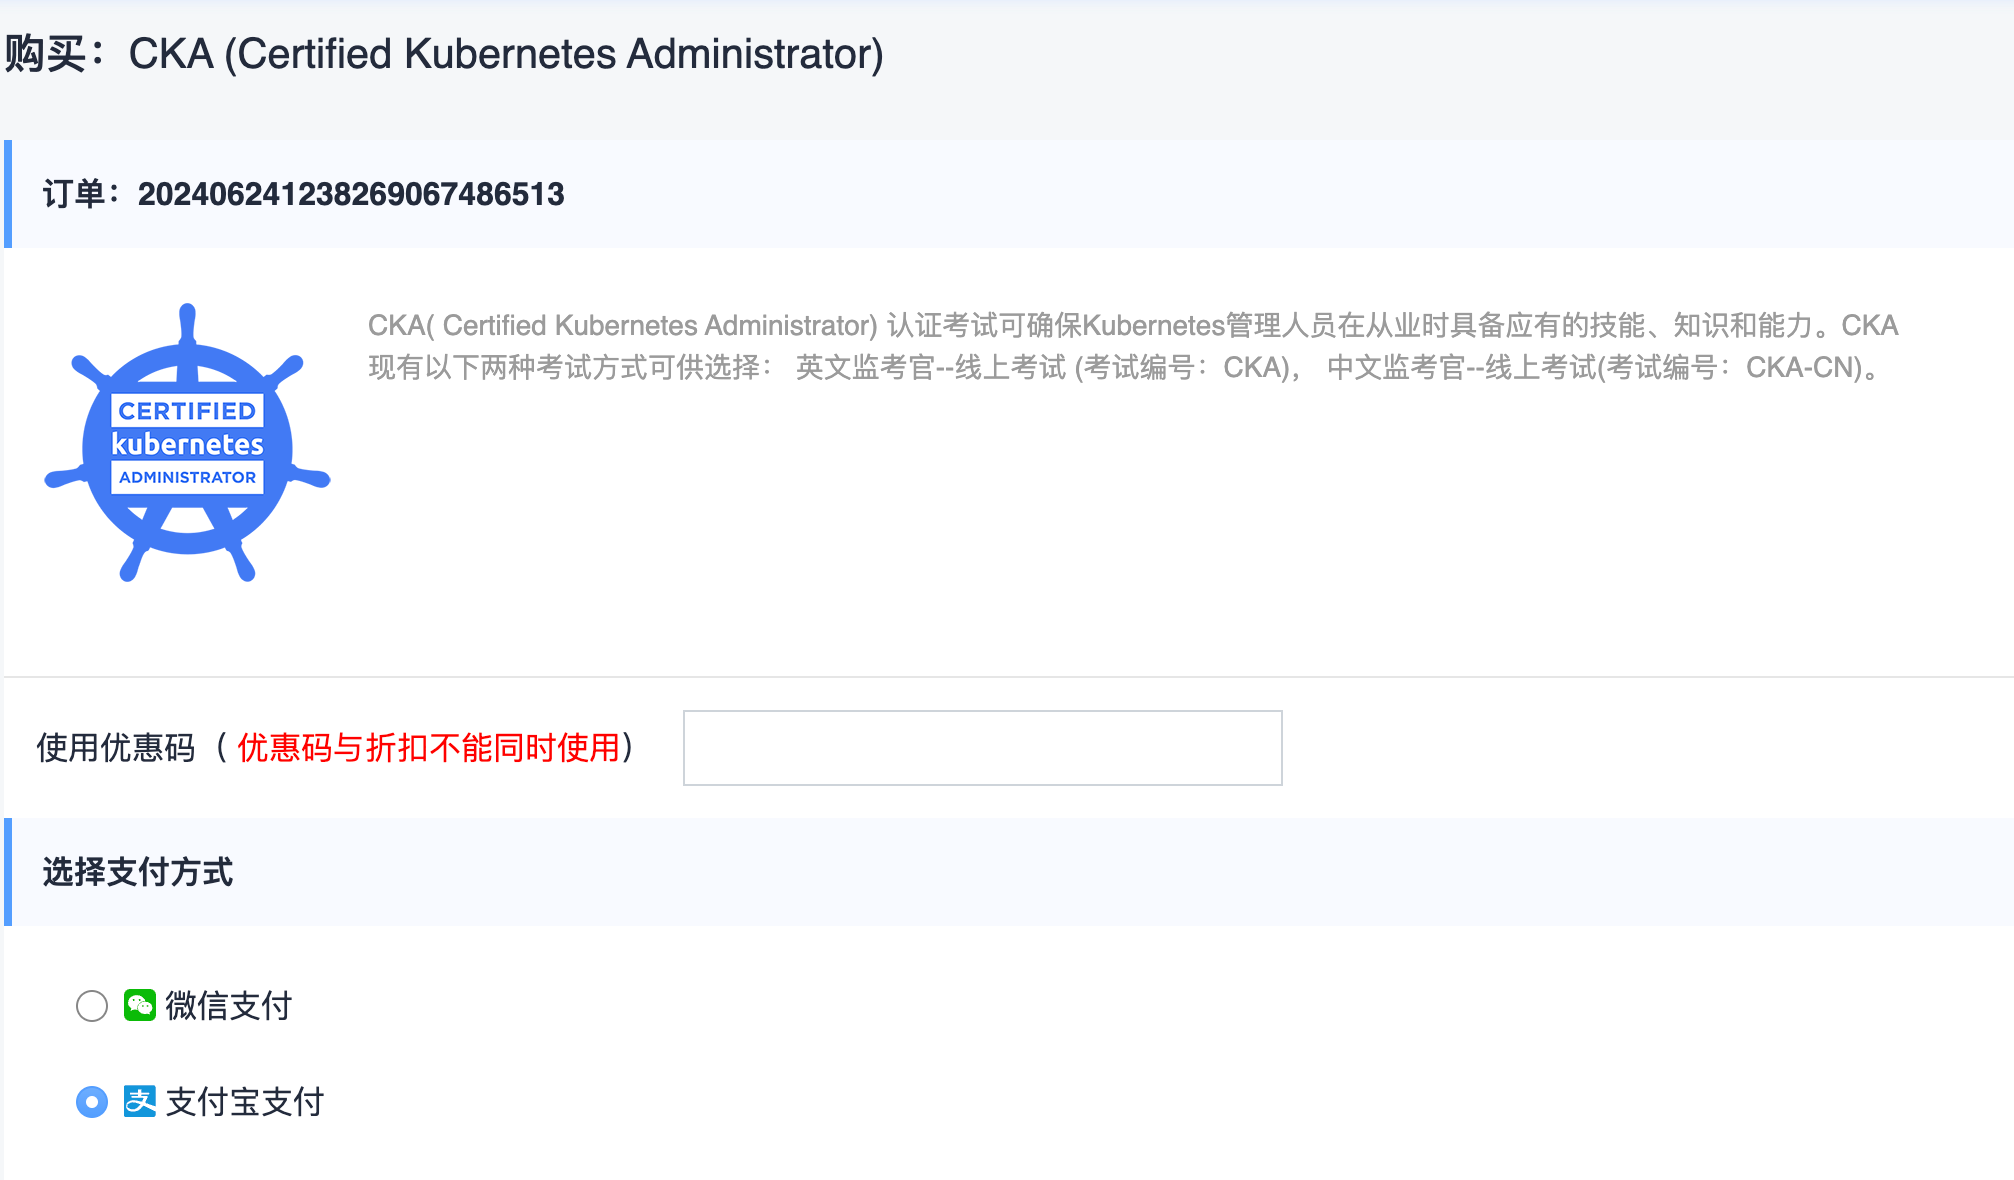 购买：CKA (Certified Kubernetes Administrator)
订单：202406241238269067486513
CERTIFIED
kubernetes
ADMINISTRATOR
CKA( Certified Kubernetes Administrator) 认证考试可确保Kubernetes管理人员在从业时具备应有的技能、知识和能力。CKA
现有以下两种考试方式可供选择： 英文监考官--线上考试 (考试编号：CKA)， 中文监考官--线上考试(考试编号：CKA-CN)。
使用优惠码（ 优惠码与折扣不能同时使用）
选择支付方式
微信支付
支 支付宝支付